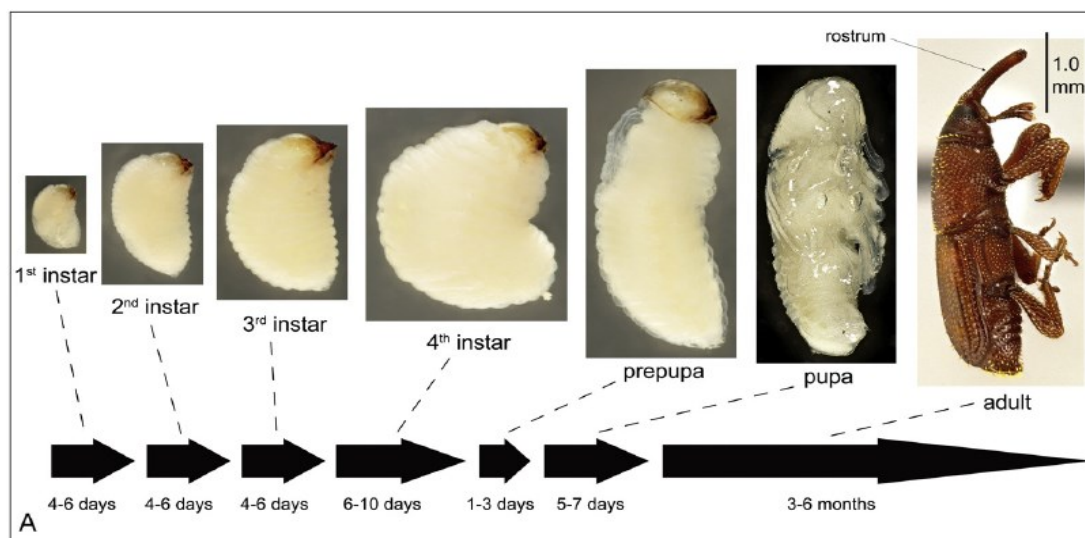 rostrum
1.0
mm
1st instar
2nd instar
3rd instar
4th instar
prepupa
pupa
adult
4-6 days
4-6 days
4-6 days
6-10 days
1-3 days
5-7 days
3-6 months
A